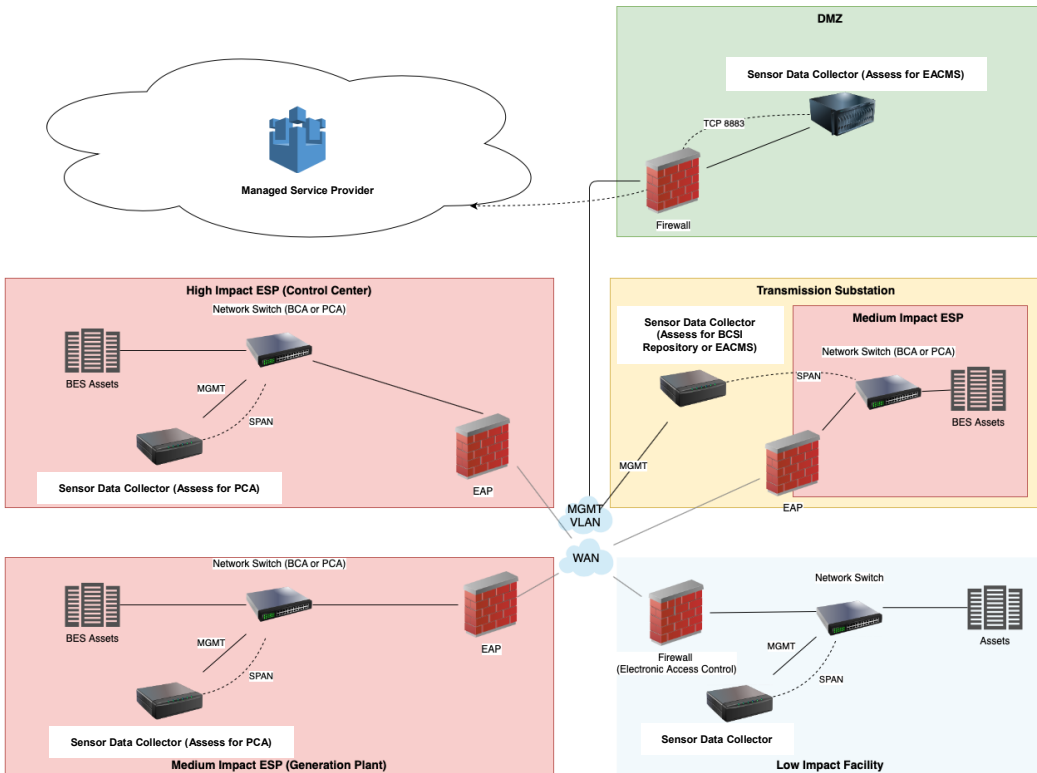 DMZ
Sensor Data Collector (Assess for EACMS)
TCP 8883
Managed Service Provider
Firewall
High Impact ESP (Control Center)
Network Switch (BCA or PCA)
BES Assets
MGMT
SPAN
Sensor Data Collector (Assess for PCA)
EAP
Transmission Substation
Sensor Data Collector
(Assess for BCSI
Repository or EACMS)
Medium Impact ESP
Network Switch (BCA or PCA)
SPAN
BES Assets
MGMT
EAP
MGMT
VLAN
WAN
Network Switch (BCA or PCA)
BES Assets
MGMT
SPAN
EAP
Sensor Data Collector (Assess for PCA)
Medium Impact ESP (Generation Plant)
Network Switch
Firewall
(Electronic Access Control)
Assets
MGMT
SPAN
Sensor Data Collector
Low Impact Facility